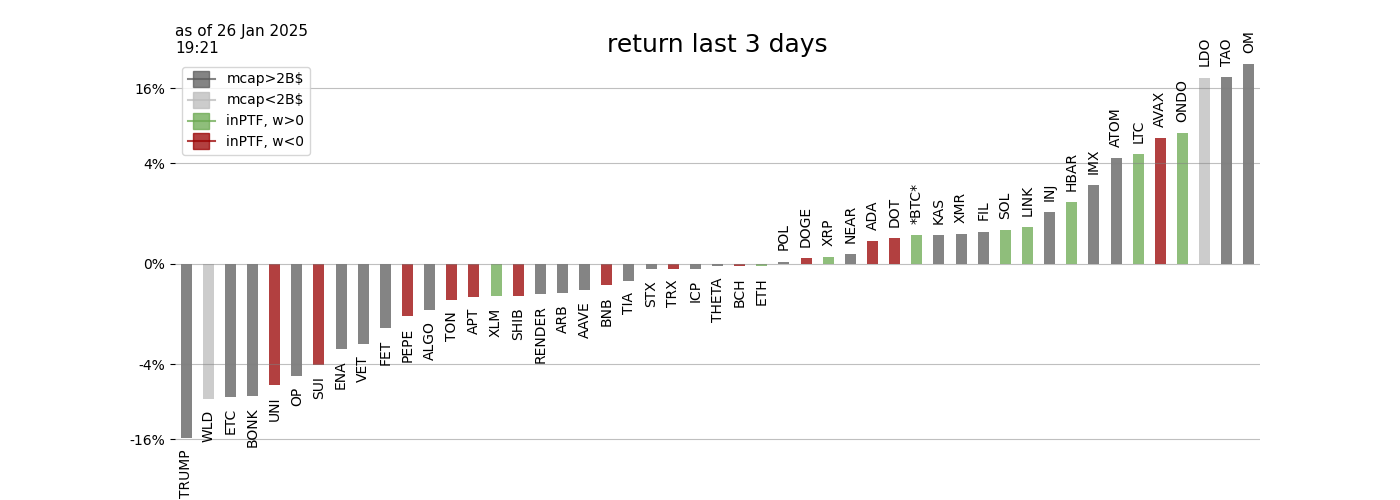 as of 26 Jan 2025
19:21
return last 3 days
mcap>2B$
mcap<2B$
inPTF, w>0
inPTF, w<0
16%
4%
0%
-4%
-16%
TRUMP
WLD
ETC
BONK
UNI
OP
SUI
ENA
VET
FET
PEPE
ALGO
TON
APT
XLM
SHIB
RENDER
ARB
AAVE
BNB
TIA
STX
TRX
ICP
THETA
BCH
ETH
POL
DOGE
XRP
NEAR
ADA
DOT
*BTC*
KAS
XMR
FIL
SOL
LINK
INJ
HBAR
IMX
ATOM
LTC
AVAX
ONDO
LDO
TAO
OM